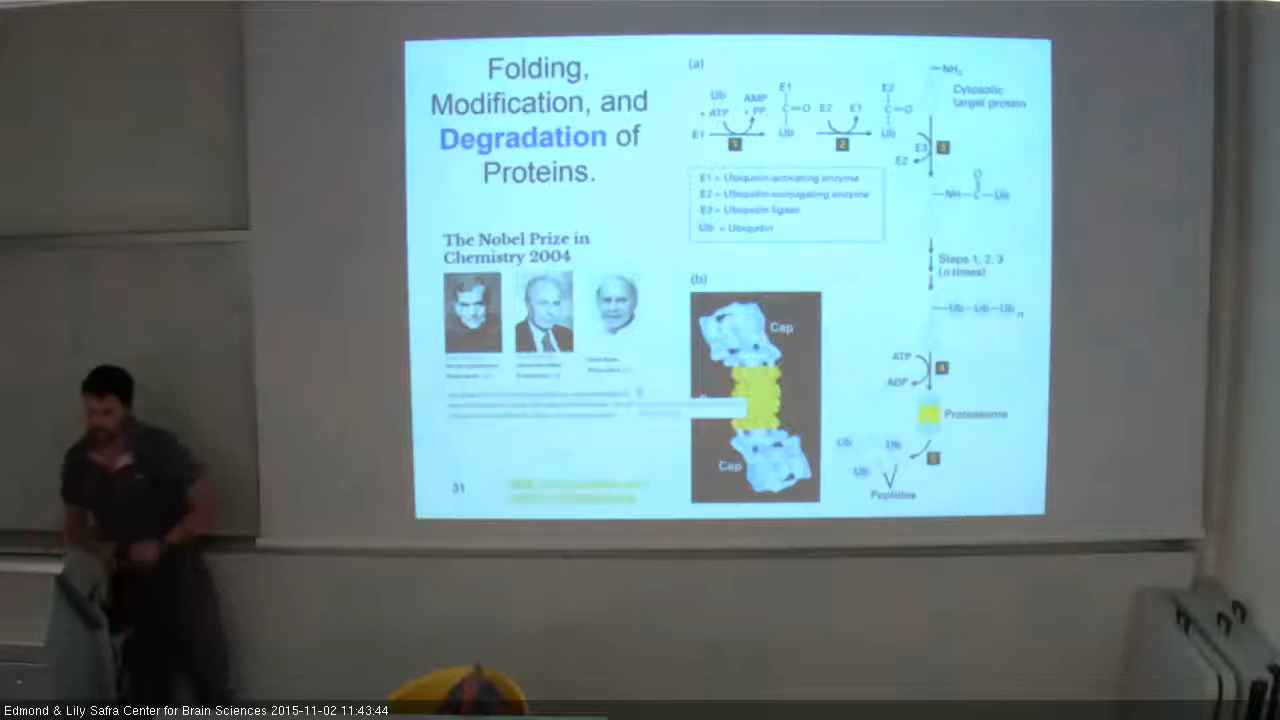 Folding,
Modification, and
Degradation of
Proteins.
The Nobel Prize in
Chemistry 2004
31
(a)
Ub
+ ATP
AMP
+ PP
E1
1
E1
C=O
Ub
E2
E1
2
E2
C=O
Ub
NH
Cytosolic
target protein
E3
E2
3
E1 = Ubiquitin-activating enzyme
E2 = Ubiquitin-conjugating enzyme
E3 = Ubiquitin ligase
Ub = Ubiquitin
O
NH—C—Ub
Steps 1, 2, 3
(n times)
Ub—Ub—Ub n
ATP
ADP
4
Proteasome
Ub
Ub
Ub
5
Peptides
(b)
Cap
Cap
Edmond & Lily Safra Center for Brain Sciences 2015-11-02 11:43:44